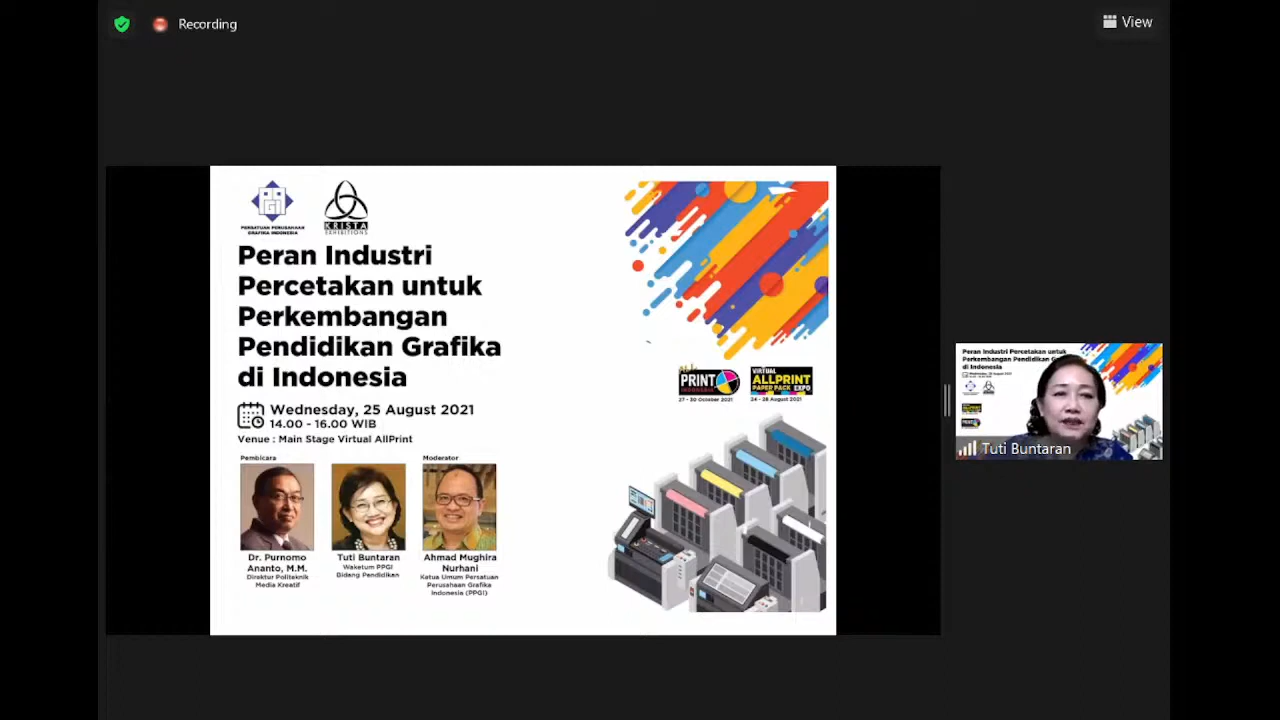 Recording
View
PERSATUAN PERUSAHAAN
GRAFIKA INDONESIA
KRISTA
EXHIBITIONS
Peran Industri
Percetakan untuk
Perkembangan
Pendidikan Grafika
di Indonesia
Wednesday, 25 August 2021
14.00 - 16.00 WIB
Venue : Main Stage Virtual AllPrint
Pembicara
Moderator
Dr. Purnomo
Ananto, M.M.
Direktur Politeknik
Media Kreatif
Tuti Buntaran
Waketum PPGI
Bidang Pendidikan
Ahmad Mughira
Nurhani
Katua Umum Persatuan
Perusahaan Grafika
Indonesia (PPGI)
PRINT
INDONESIA
27 - 30 October 2021
VIRTUAL
ALLPRINT
PAPER PACK EXPO
24 - 28 August 2021
Peran Industri Percetakan untuk
Perkembangan Pendidikan
di Indonesia
Tuti Buntaran